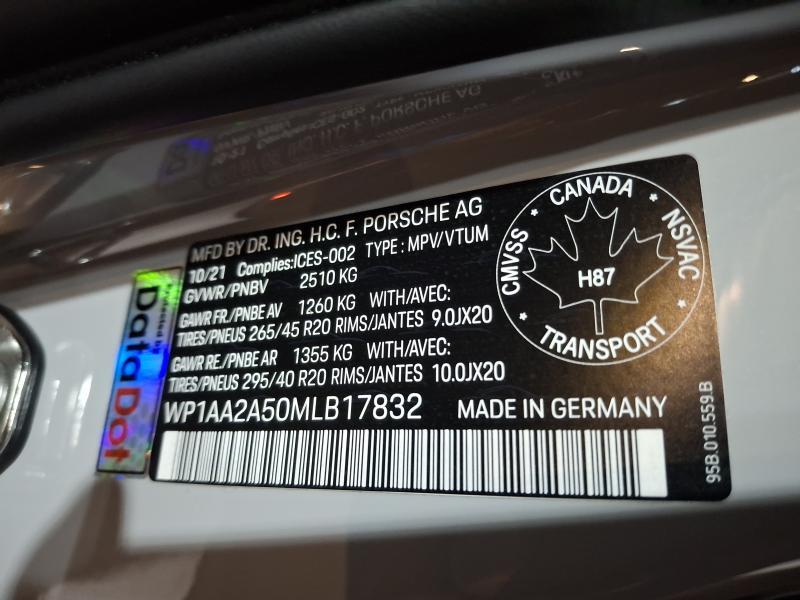 MFD BY DR. ING. H.C. F. PORSCHE AG
10/21 Complies:ICES-002 TYPE : MPV/VTUM
GVWR/PNBV 2510 KG
GAWR FR./PNBE AV 1260 KG WITH/AVEC:
TIRES/PNEUS 265/45 R20 RIMS/JANTES 9.0JX20
GAWR RE./PNBE AR 1355 KG WITH/AVEC:
TIRES/PNEUS 295/40 R20 RIMS/JANTES 10.0JX20
WP1AA2A50MLB17832 MADE IN GERMANY
CANADA
CMVSS
NSVAC
H87
TRANSPORT
95B.010.559.B
Protected by
DataDot